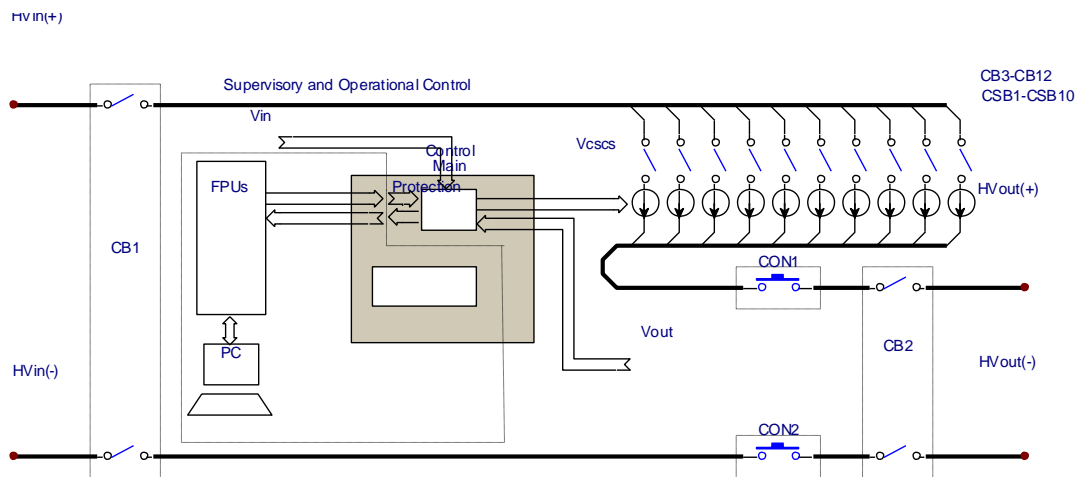 HVin(+)
Supervisory and Operational Control
CB3-CB12
CSB1-CSB10
Vin
Vcscs
Control
Main
Protection
FPUs
HVout(+)
CB1
CON1
Vout
CB2
PC
HVin(-)
HVout(-)
CON2